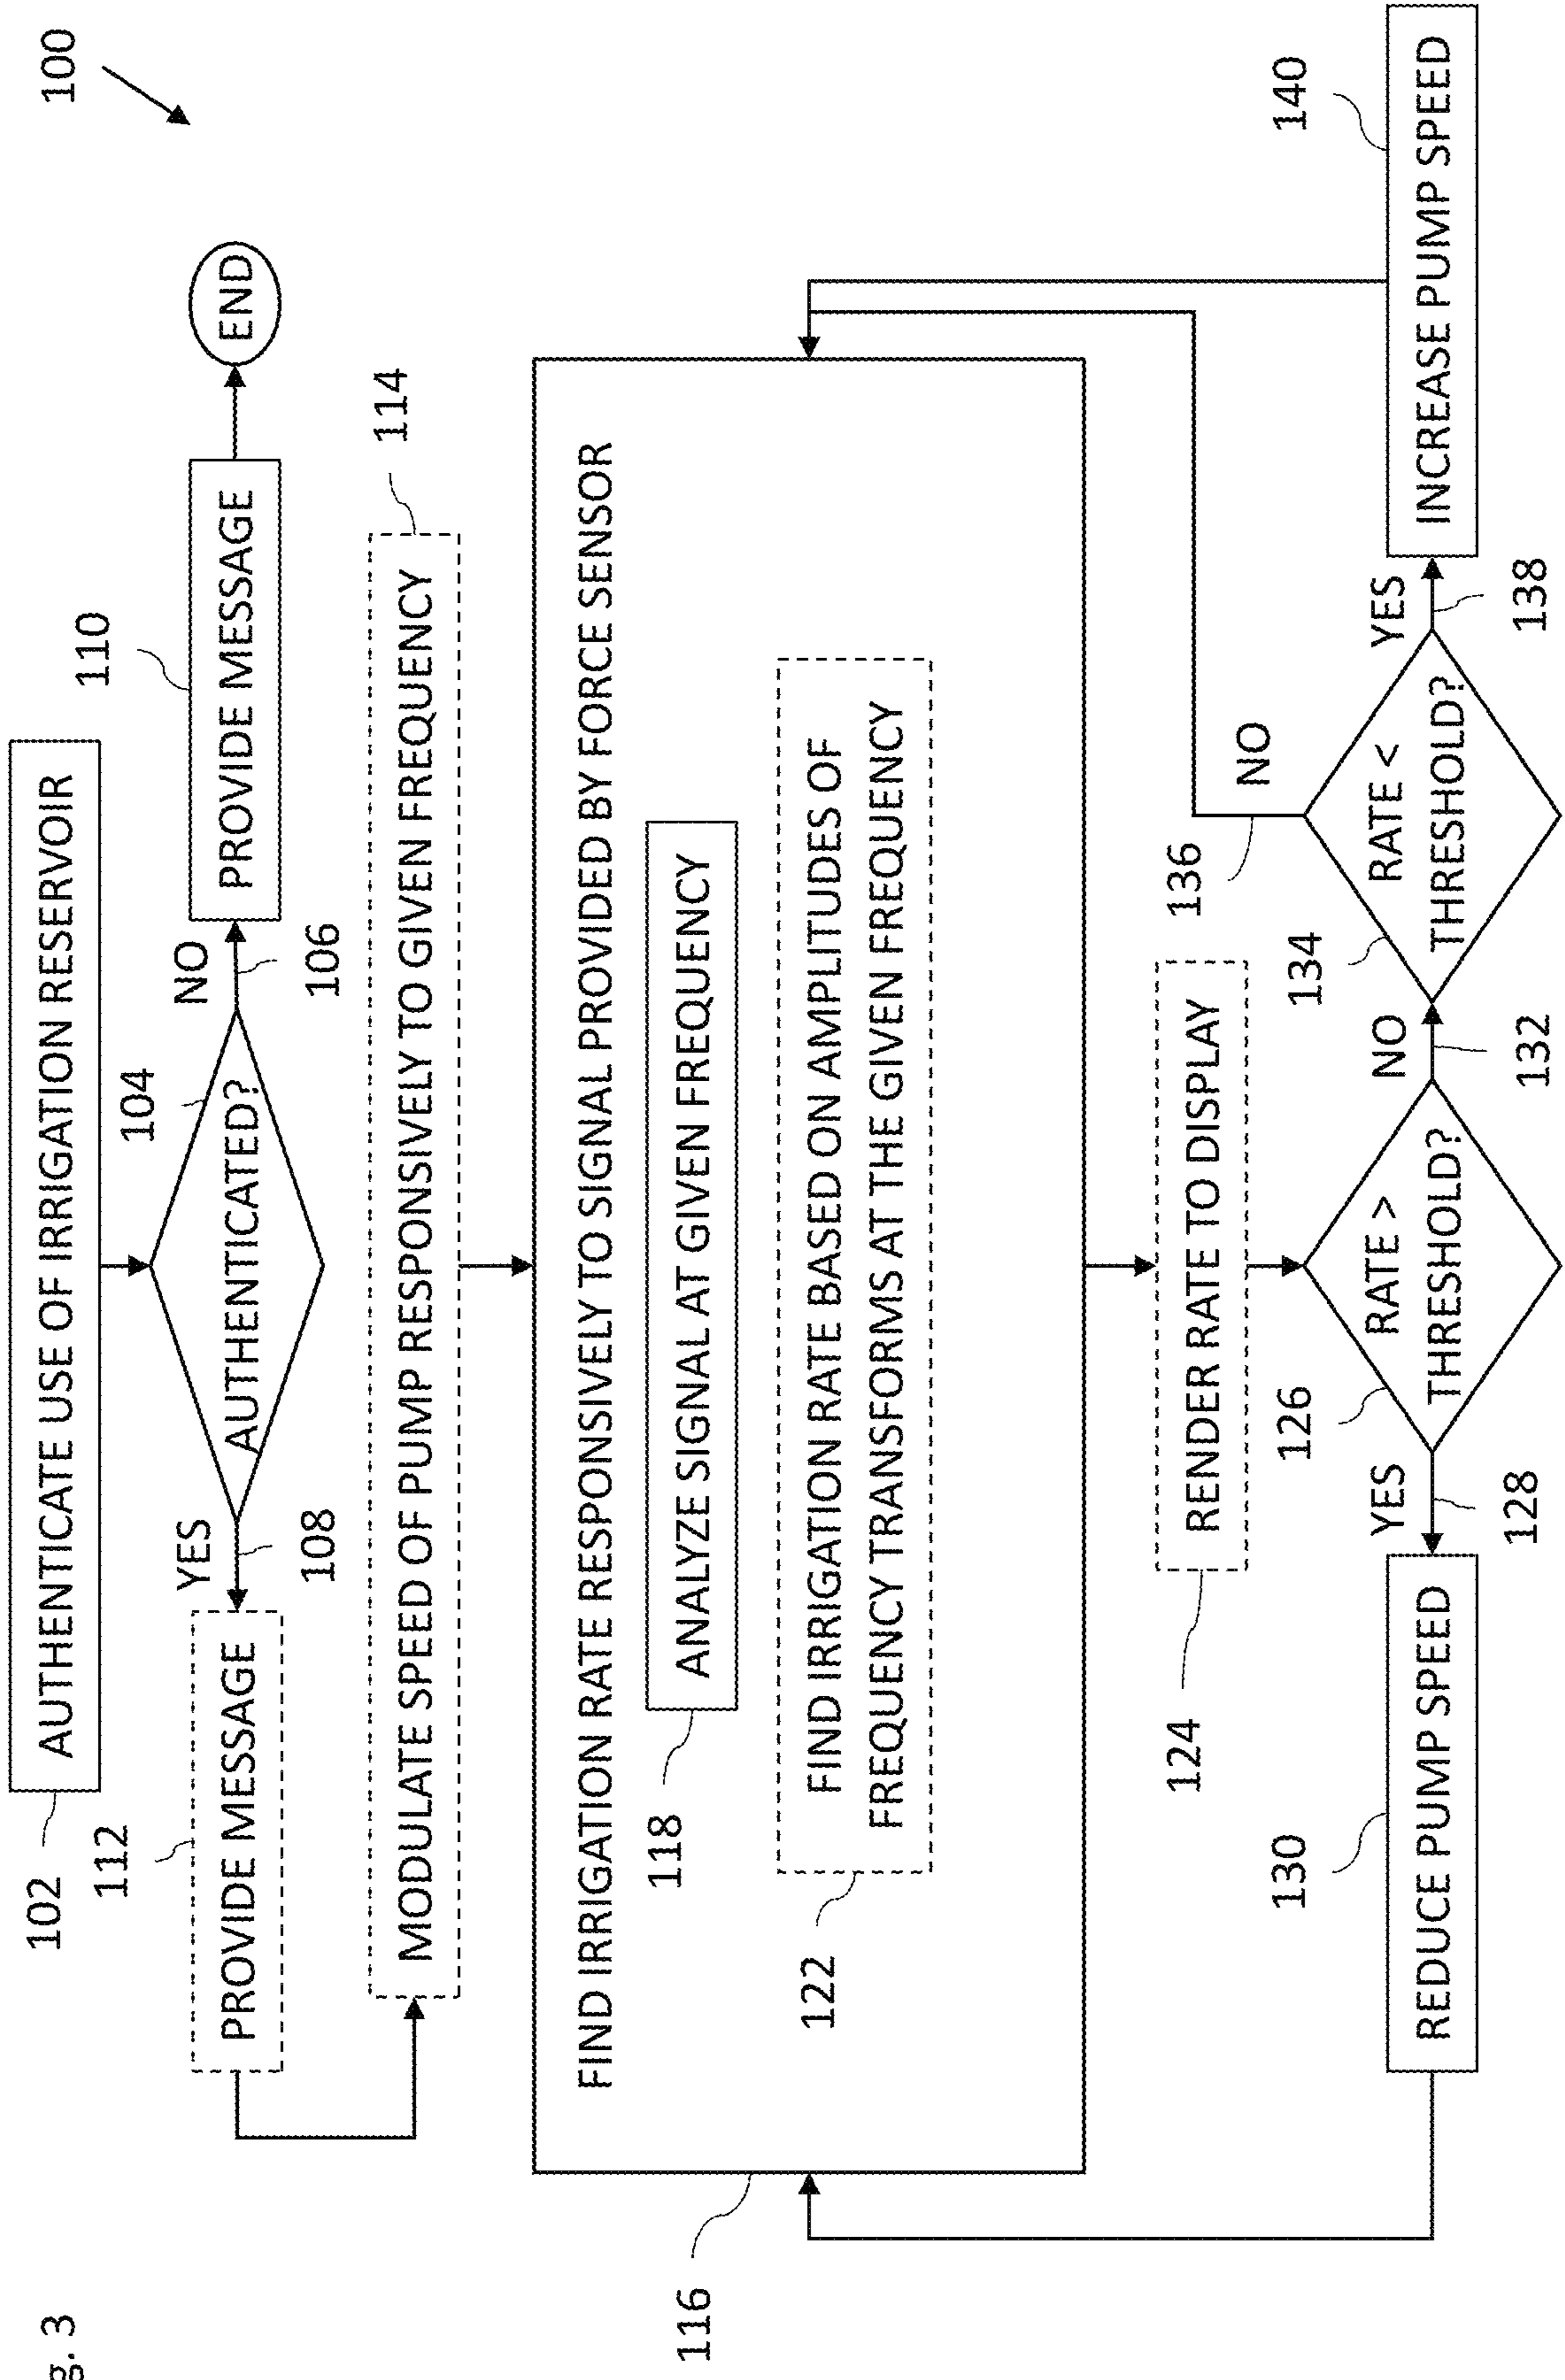 100
AUTHENTICATE USE OF IRRIGATION RESERVOIR
102
104
AUTHENTICATED?
NO
106
110
PROVIDE MESSAGE
END
YES
108
112
PROVIDE MESSAGE
114
MODULATE SPEED OF PUMP RESPONSIVELY TO GIVEN FREQUENCY
116
FIND IRRIGATION RATE RESPONSIVELY TO SIGNAL PROVIDED BY FORCE SENSOR
118
ANALYZE SIGNAL AT GIVEN FREQUENCY
122
FIND IRRIGATION RATE BASED ON AMPLITUDES OF
FREQUENCY TRANSFORMS AT THE GIVEN FREQUENCY
124
RENDER RATE TO DISPLAY
126
RATE >
THRESHOLD?
YES
128
130
REDUCE PUMP SPEED
NO
132
134
RATE <
THRESHOLD?
NO
136
YES
138
140
INCREASE PUMP SPEED
g. 3